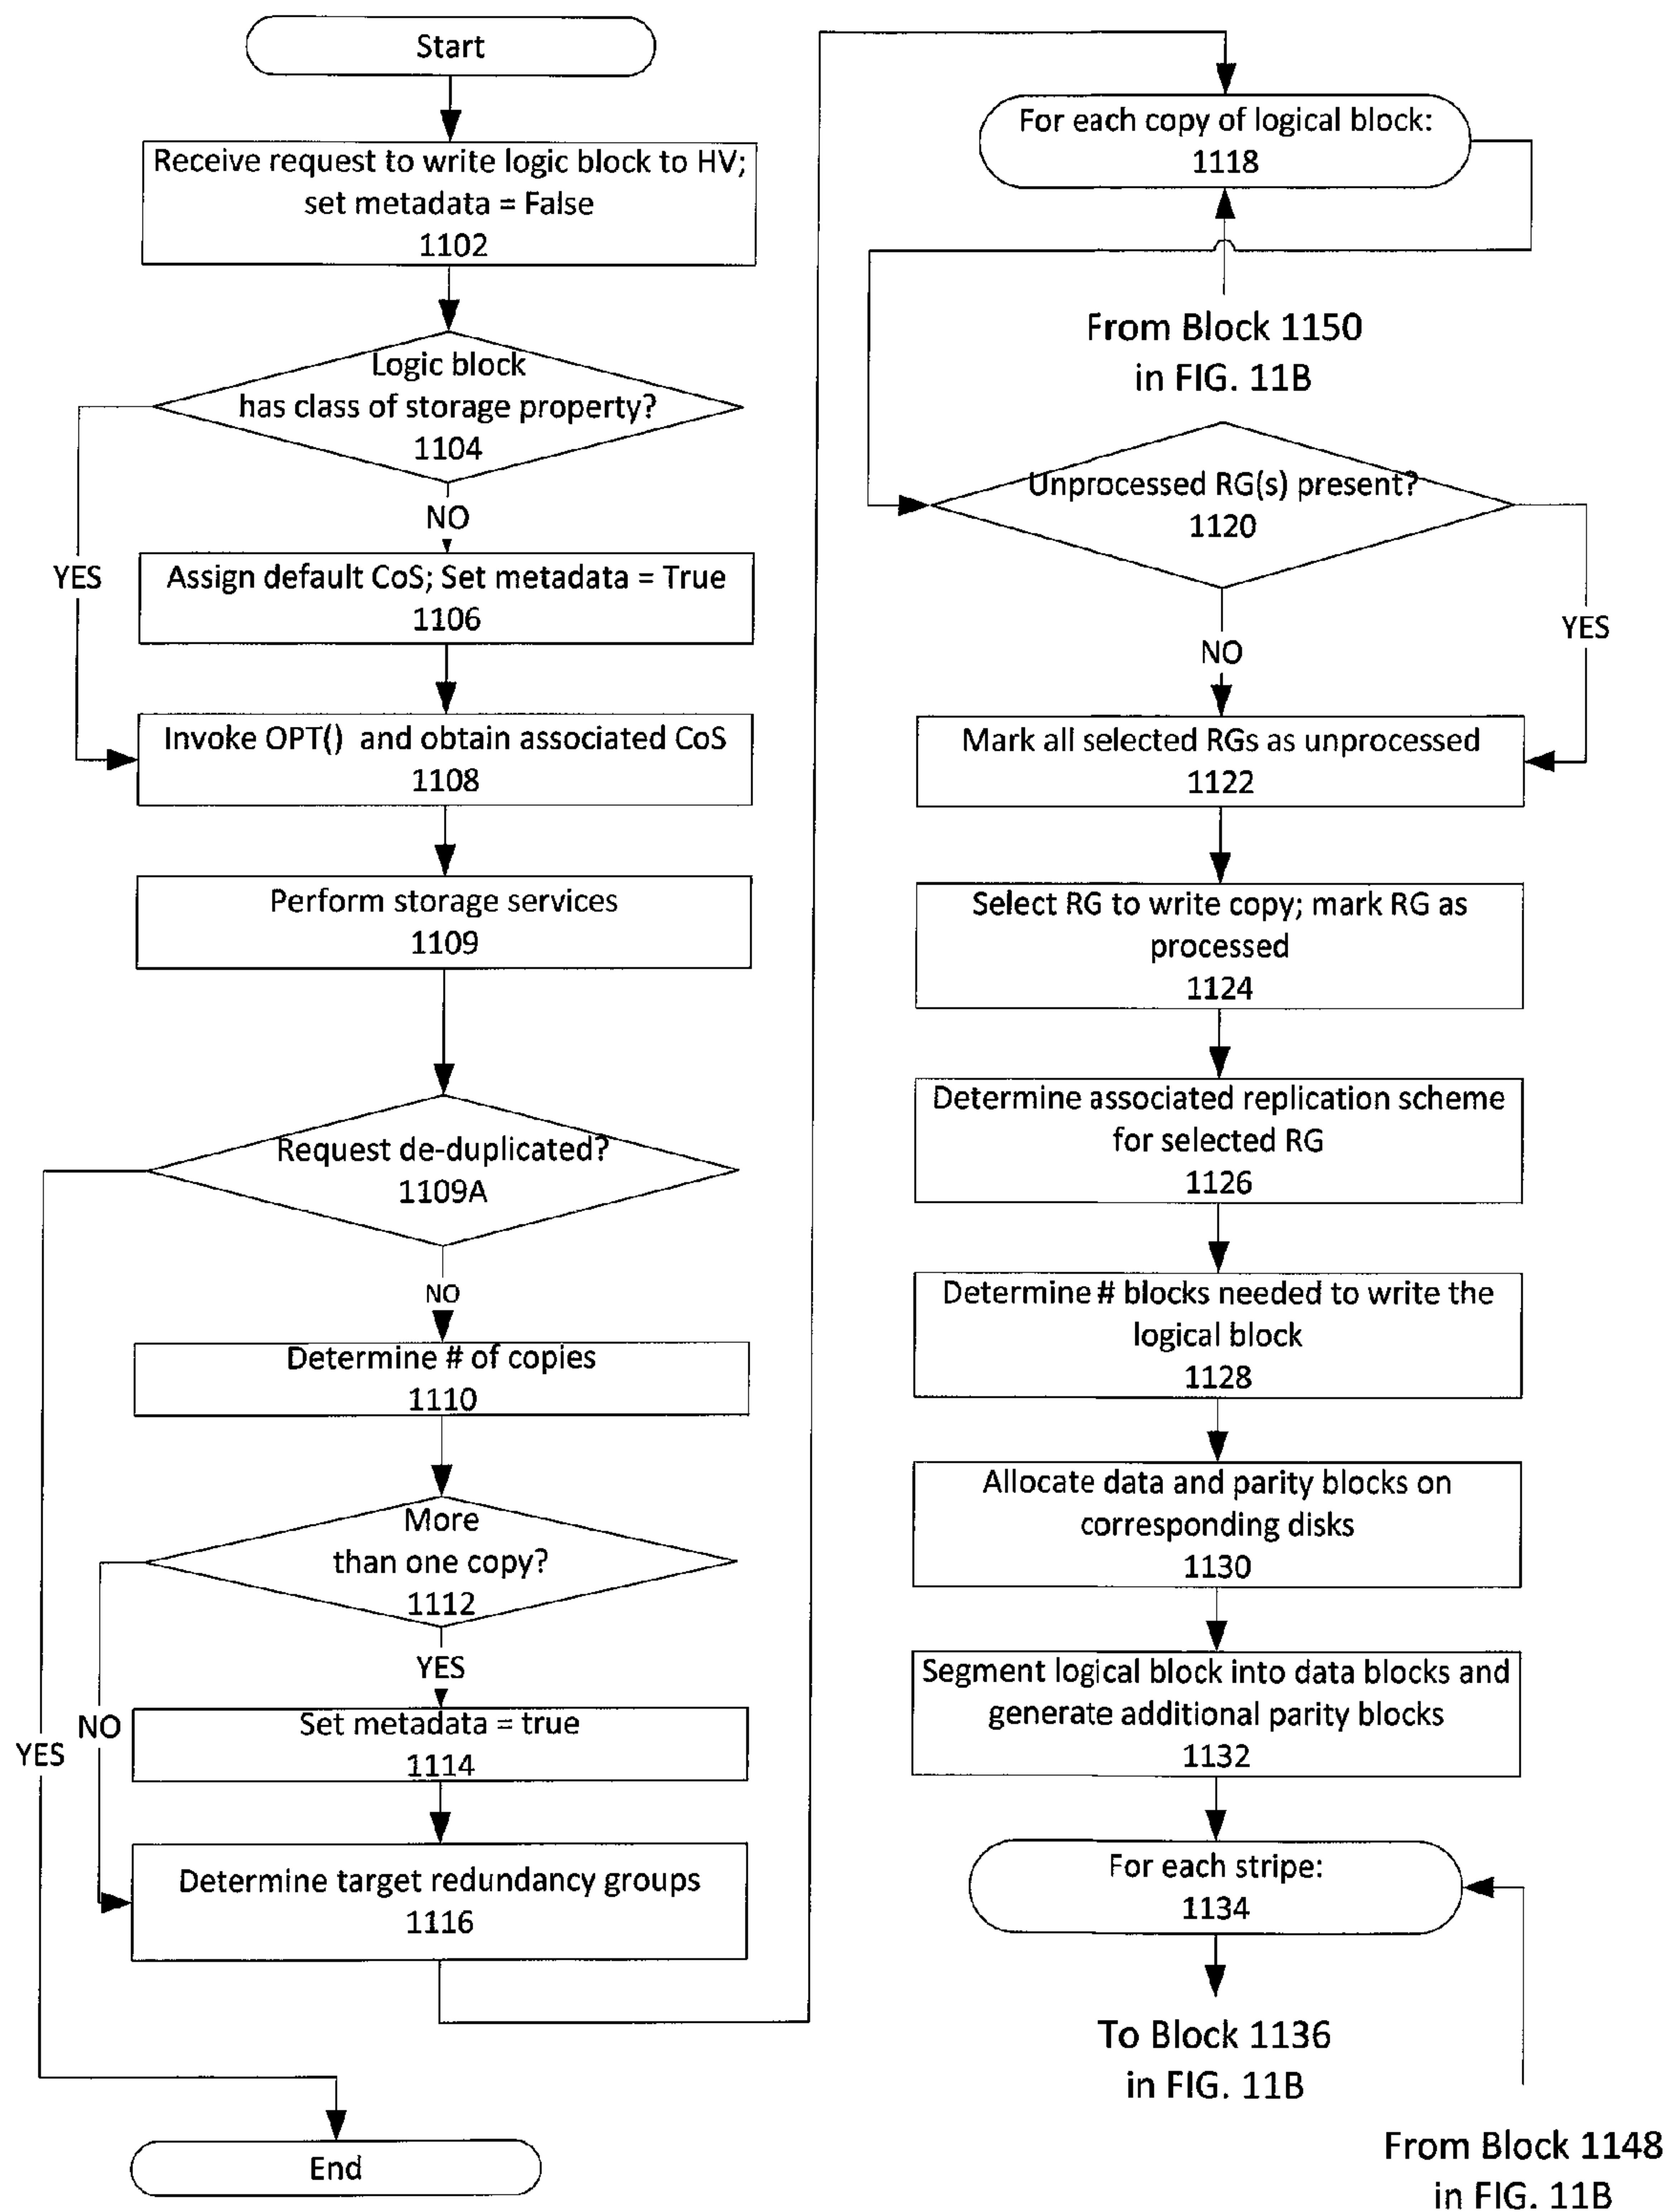 Start
Receive request to write logic block to HV;
set metadata = False
1102
Logic block
has class of storage property?
1104
NO
YES
Assign default CoS; Set metadata = True
1106
Invoke OPT() and obtain associated CoS
1108
Perform storage services
1109
Request de-duplicated?
1109A
NO
Determine # of copies
1110
More
than one copy?
1112
YES
NO
YES
Set metadata = true
1114
Determine target redundancy groups
1116
End
For each copy of logical block:
1118
From Block 1150
in FIG. 11B
Unprocessed RG(s) present?
1120
YES
NO
Mark all selected RGs as unprocessed
1122
Select RG to write copy; mark RG as
processed
1124
Determine associated replication scheme
for selected RG
1126
Determine # blocks needed to write the
logical block
1128
Allocate data and parity blocks on
corresponding disks
1130
Segment logical block into data blocks and
generate additional parity blocks
1132
For each stripe:
1134
To Block 1136
in FIG. 11B
From Block 1148
in FIG. 11B